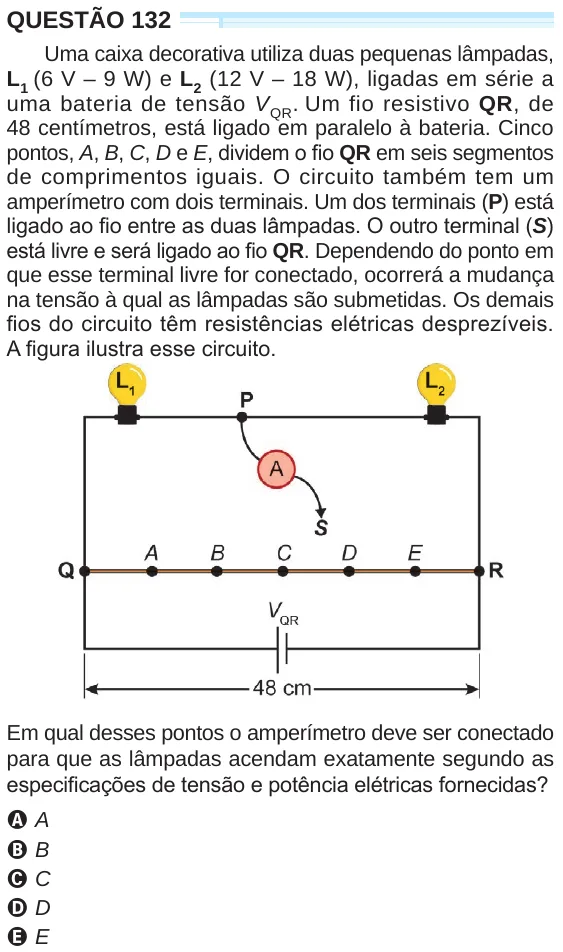 QUESTÃO 132
Uma caixa decorativa utiliza duas pequenas lâmpadas,
L1 (6 V – 9 W) e L2 (12 V – 18 W), ligadas em série a
uma bateria de tensão VQR. Um fio resistivo QR, de
48 centímetros, está ligado em paralelo à bateria. Cinco
pontos, A, B, C, D e E, dividem o fio QR em seis segmentos
de comprimentos iguais. O circuito também tem um
amperímetro com dois terminais. Um dos terminais (P) está
ligado ao fio entre as duas lâmpadas. O outro terminal (S)
está livre e será ligado ao fio QR. Dependendo do ponto em
que esse terminal livre for conectado, ocorrerá a mudança
na tensão à qual as lâmpadas são submetidas. Os demais
fios do circuito têm resistências elétricas desprezíveis.
A figura ilustra esse circuito.
L1 L2
P
A
S
A B C D E
Q R
VQR
48 cm
Em qual desses pontos o amperímetro deve ser conectado
para que as lâmpadas acendam exatamente segundo as
especificações de tensão e potência elétricas fornecidas?
A A
B B
C C
D D
E E